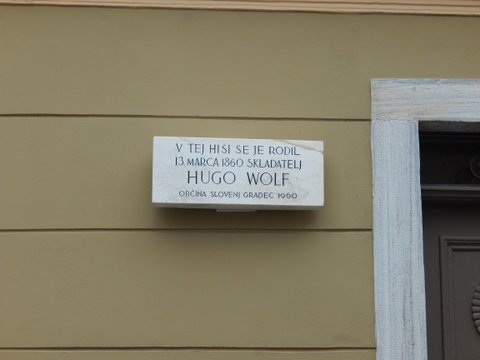 V TEJ HIŠI SE JE RODIL
13. MARCA 1860 SKLADATELJ
HUGO WOLF
OBČINA SLOVENJ GRADEC 1960